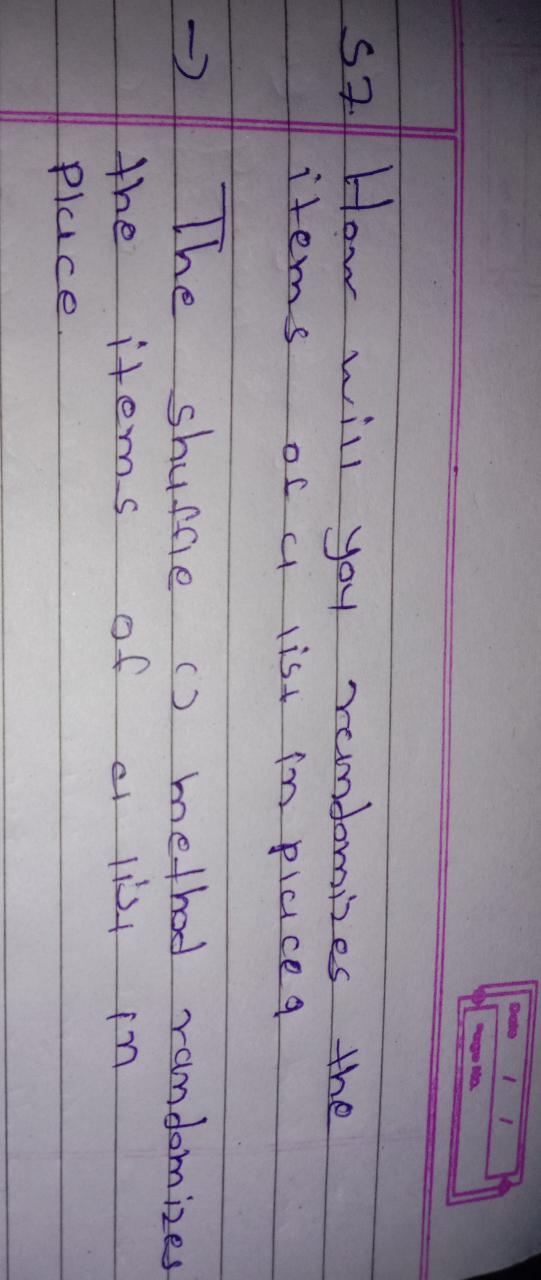 Date / /
Page No.
57. How will you randomizes the
items of a list in place?
→ The shuffle () method randomizes
the items of a list in
place.